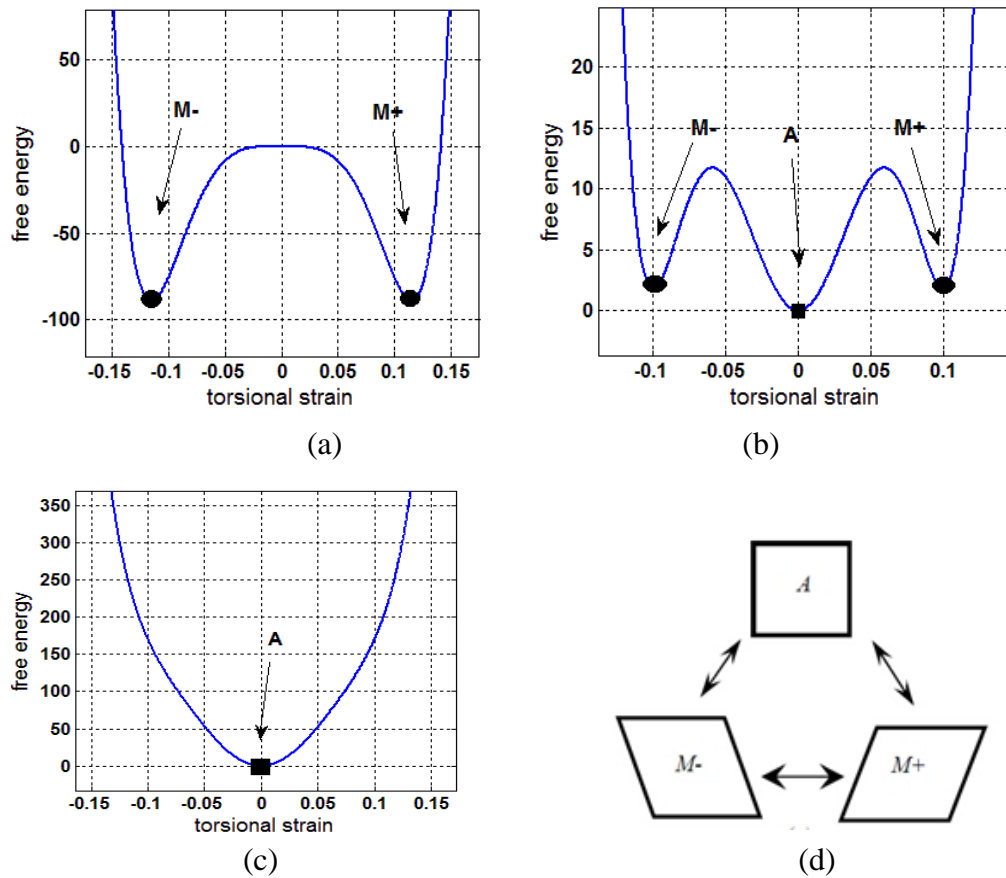 50
0
-50
-100
-0.15
-0.1
-0.05
0
0.05
0.1
0.15
M-
M+
free energy
torsional strain
(a)
20
15
10
5
0
-0.1
-0.05
0
0.05
0.1
M-
A
M+
free energy
torsional strain
(b)
350
300
250
200
150
100
50
0
-0.15
-0.1
-0.05
0
0.05
0.1
0.15
A
free energy
torsional strain
(c)
A
M-
M+
(d)